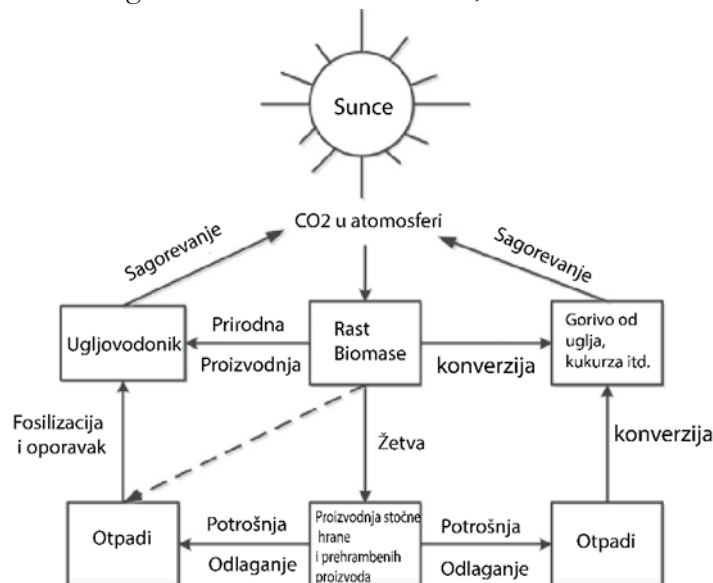 Sunce
CO2 u atomosferi
Sagorevanje
Sagorevanje
Ugljovodonik
Prirodna
Proizvodnja
Rast
Biomase
konverzija
Gorivo od
uglja,
kukurza itd.
Fosilizacija
i oporavak
Žetva
konverzija
Otpadi
Potrošnja
Odlaganje
Proizvodnja stočne
hrane
i prehrambenih
proizvoda
Potrošnja
Odlaganje
Otpadi